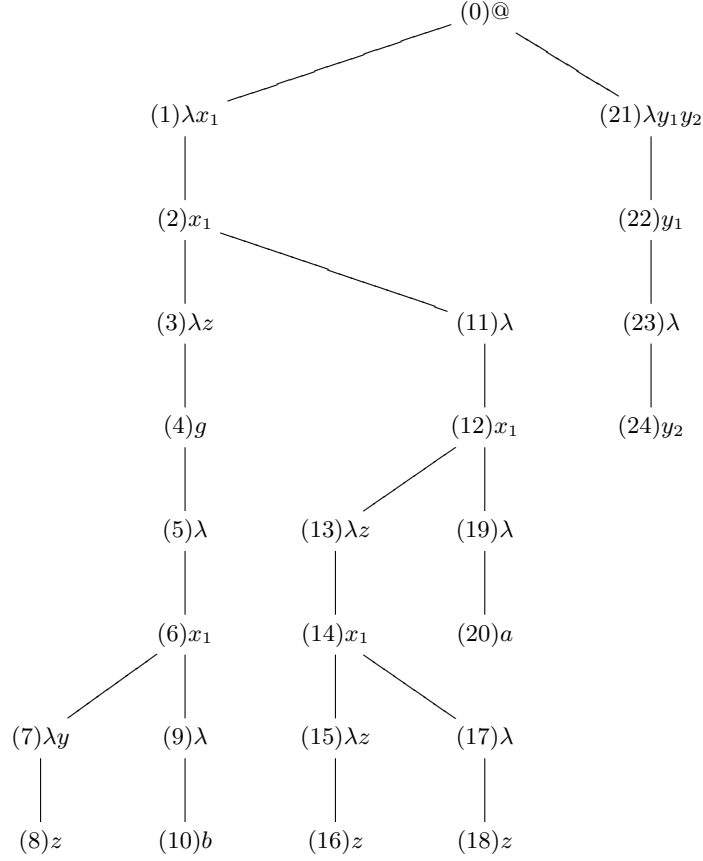 (0)@
(1)λx₁ (21)λy₁y₂
(2)x₁ (22)y₁
(3)λz (11)λ (23)λ
(4)g (12)x₁ (24)y₂
(5)λ (13)λz (19)λ
(6)x₁ (14)x₁ (20)a
(7)λy (9)λ (15)λz (17)λ
(8)z (10)b (16)z (18)z